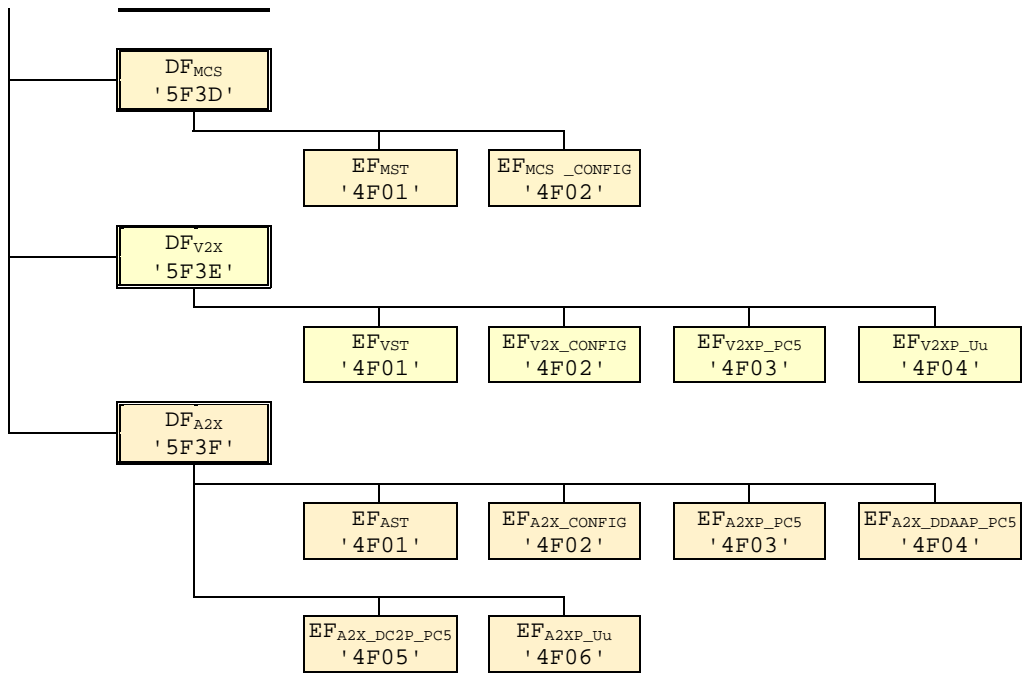 DFMCS
'5F3D'
EFMST
'4F01'
EFMCS _CONFIG
'4F02'
DFV2X
'5F3E'
EFVST
'4F01'
EFV2X_CONFIG
'4F02'
EFV2XP_PC5
'4F03'
EFV2XP_Uu
'4F04'
DFA2X
'5F3F'
EFAST
'4F01'
EFA2X_CONFIG
'4F02'
EFA2XP_PC5
'4F03'
EFA2X_DDAAP_PC5
'4F04'
EFA2X_DC2P_PC5
'4F05'
EFA2XP_Uu
'4F06'